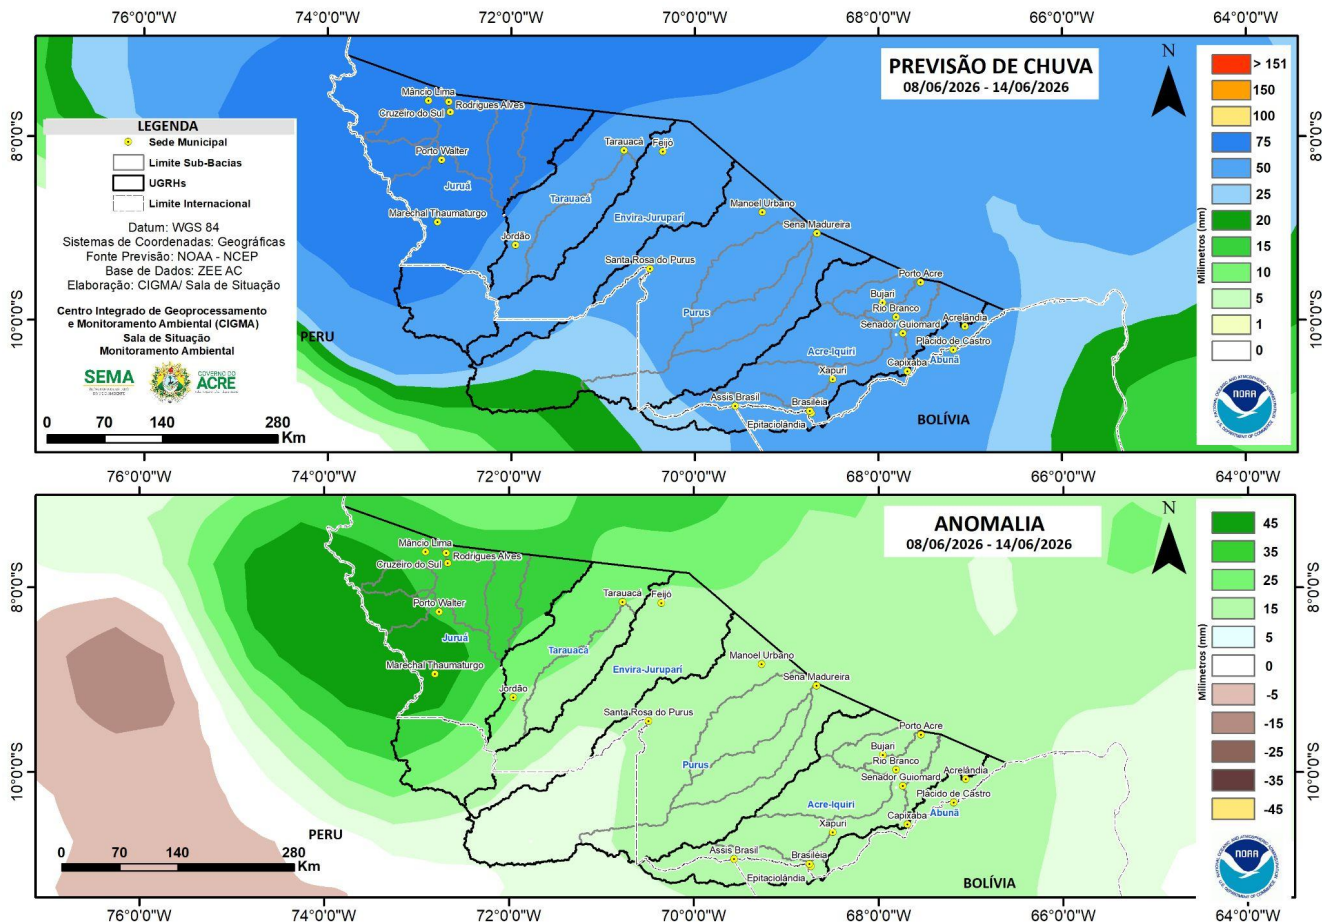 76°0'0"W 74°0'0"W 72°0'0"W 70°0'0"W 68°0'0"W 66°0'0"W 64°0'0"W
PREVISÃO DE CHUVA
08/06/2026 - 14/06/2026
N
> 151
150
100
75
50
25
20
15
10
5
1
0
Milímetros (mm)
8°0'0"S
10°0'0"S
8°0'0"S
10°0'0"S
LEGENDA
Sede Municipal
Limite Sub-Bacias
UGRHs
Limite Internacional
Datum: WGS 84
Sistemas de Coordenadas: Geográficas
Fonte Previsão: NOAA - NCEP
Base de Dados: ZEE AC
Elaboração: CIGMA/ Sala de Situação
Centro Integrado de Geoprocessamento
e Monitoramento Ambiental (CIGMA)
Sala de Situação
Monitoramento Ambiental
SEMA
GOVERNO DO
ACRE
0 70 140 280
Km
Mâncio Lima
Rodrigues Alves
Cruzeiro do Sul
Porto Walter
Juruá
Marechal Thaumaturgo
Tarauacá
Feijó
Tarauacá
Envira-Jurupari
Jordão
Manoel Urbano
Sena Madureira
Santa Rosa do Purus
Purus
Porto Acre
Bujari
Rio Branco
Acrelândia
Senador Guiomard
Plácido de Castro
Acre-Iquiri
Abunã
Capixaba
Xapuri
Assis Brasil
Brasiléia
Epitaciolândia
PERU
BOLÍVIA
NOAA
76°0'0"W 74°0'0"W 72°0'0"W 70°0'0"W 68°0'0"W 66°0'0"W 64°0'0"W
ANOMALIA
08/06/2026 - 14/06/2026
N
45
35
25
15
5
0
-5
-15
-25
-35
-45
Milímetros (mm)
8°0'0"S
10°0'0"S
8°0'0"S
10°0'0"S
Mâncio Lima
Rodrigues Alves
Cruzeiro do Sul
Porto Walter
Juruá
Marechal Thaumaturgo
Tarauacá
Feijó
Tarauacá
Envira-Jurupari
Jordão
Manoel Urbano
Sena Madureira
Santa Rosa do Purus
Purus
Porto Acre
Bujari
Rio Branco
Acrelândia
Senador Guiomard
Plácido de Castro
Acre-Iquiri
Abunã
Capixaba
Xapuri
Assis Brasil
Brasiléia
Epitaciolândia
PERU
BOLÍVIA
0 70 140 280
Km
NOAA
76°0'0"W 74°0'0"W 72°0'0"W 70°0'0"W 68°0'0"W 66°0'0"W 64°0'0"W